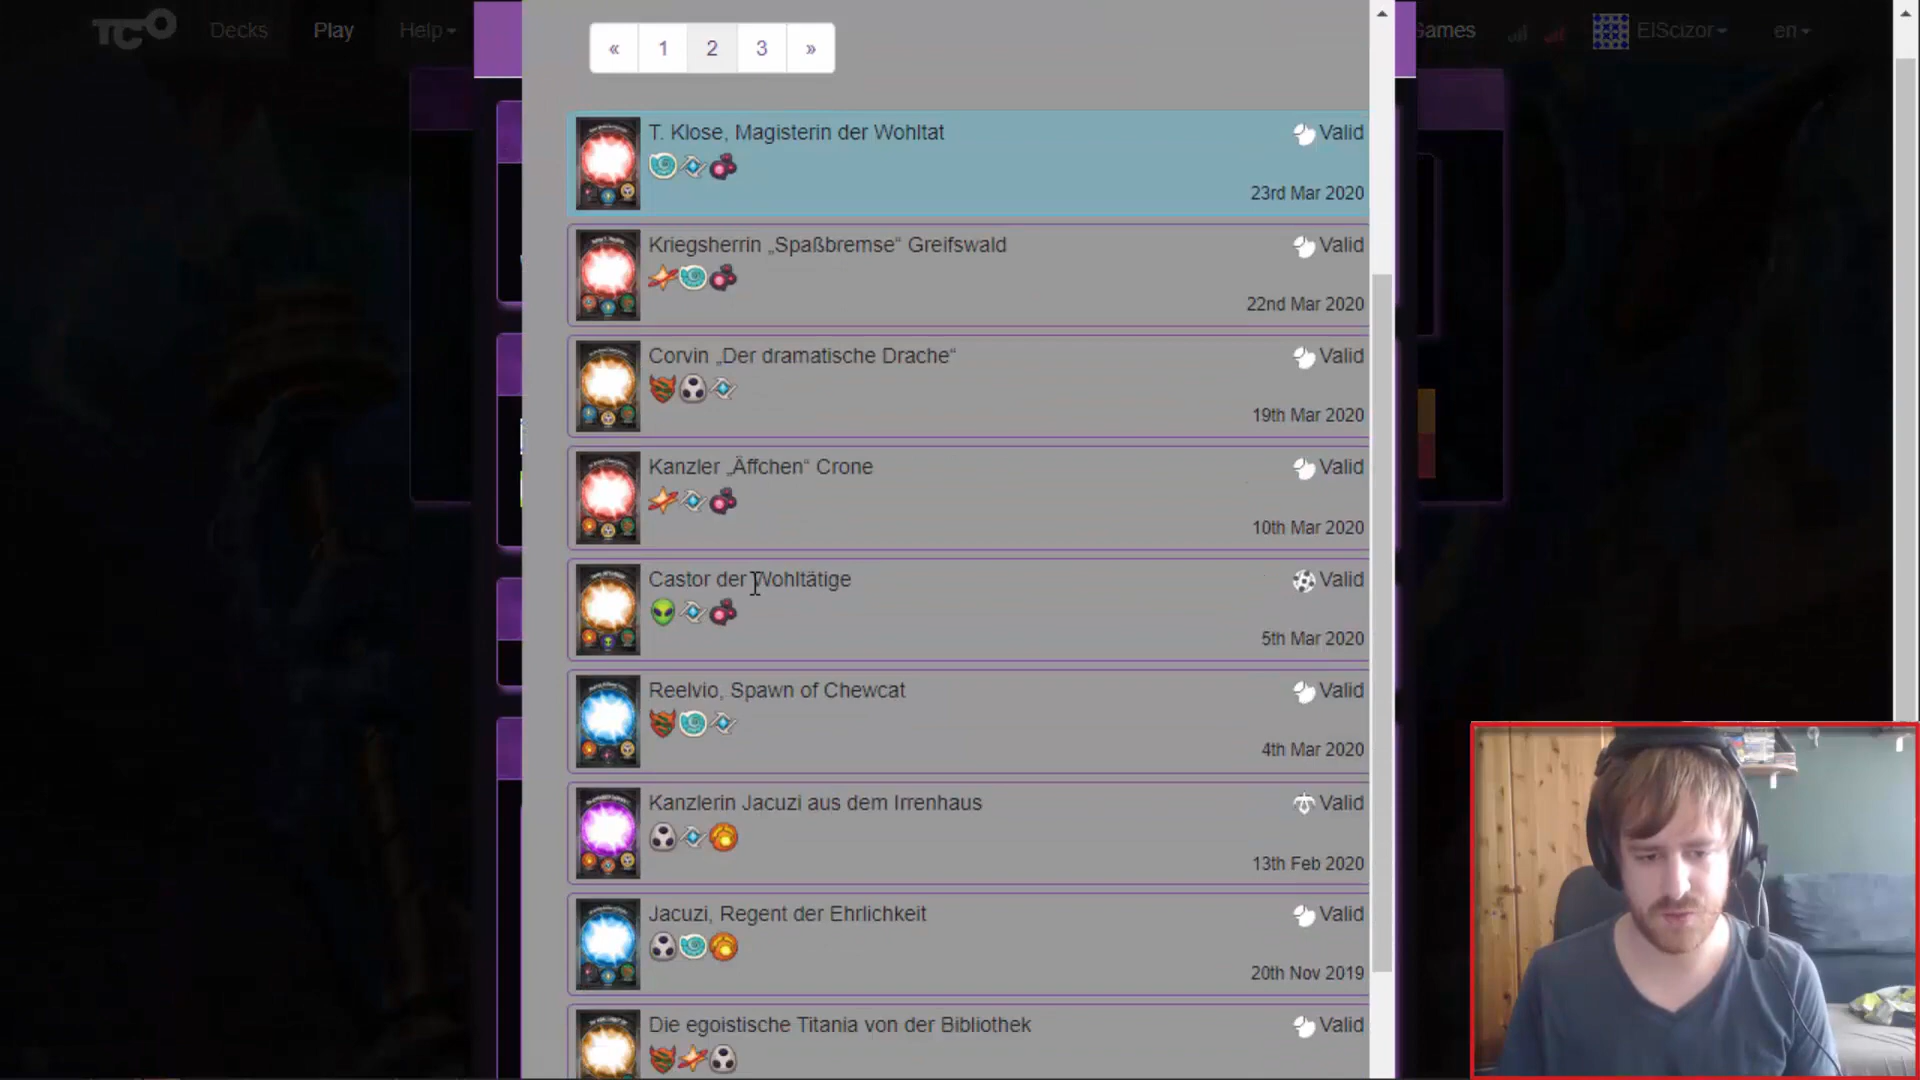 TCO Decks Play Help Games ElScizor en
« 1 2 3 »
T. Klose, Magisterin der Wohltat Valid
23rd Mar 2020
Kriegsherrin „Spaßbremse“ Greifswald Valid
22nd Mar 2020
Corvin „Der dramatische Drache“ Valid
19th Mar 2020
Kanzler „Äffchen“ Crone Valid
10th Mar 2020
Castor der Wohltätige Valid
5th Mar 2020
Reelvio, Spawn of Chewcat Valid
4th Mar 2020
Kanzlerin Jacuzi aus dem Irrenhaus Valid
13th Feb 2020
Jacuzi, Regent der Ehrlichkeit Valid
20th Nov 2019
Die egoistische Titania von der Bibliothek Valid